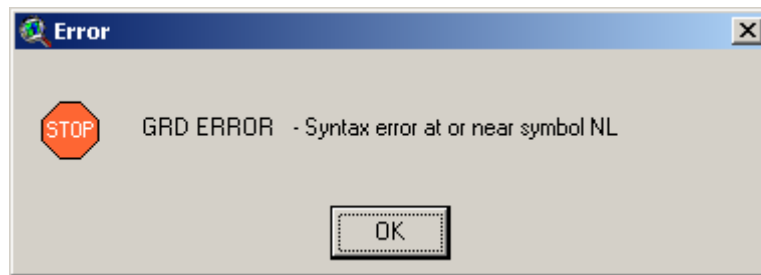 Error
STOP
GRD ERROR - Syntax error at or near symbol NL
OK